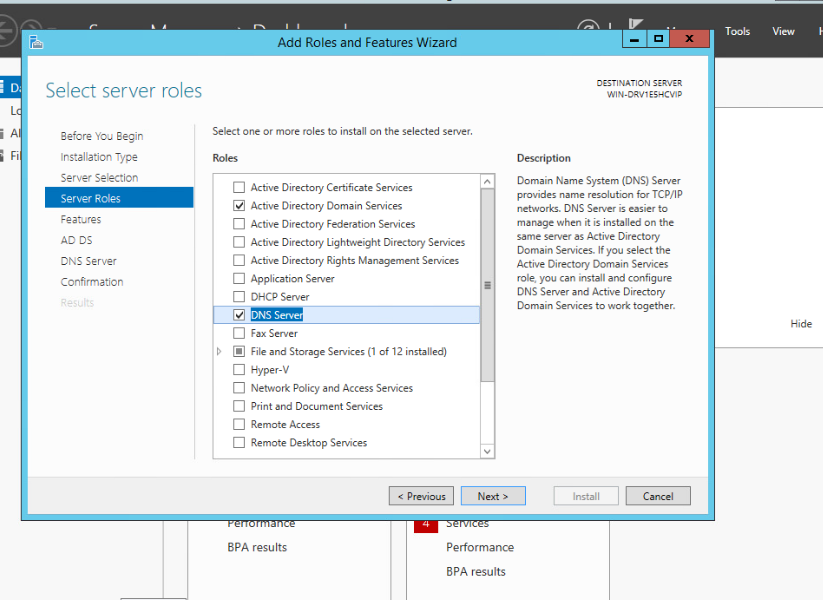 Add Roles and Features Wizard
Tools
View
Select server roles
DESTINATION SERVER
WIN-DRV1E5HCVIP
Before You Begin
Installation Type
Server Selection
Server Roles
Features
AD DS
DNS Server
Confirmation
Results
Select one or more roles to install on the selected server.
Roles
Active Directory Certificate Services
Active Directory Domain Services
Active Directory Federation Services
Active Directory Lightweight Directory Services
Active Directory Rights Management Services
Application Server
DHCP Server
DNS Server
Fax Server
File and Storage Services (1 of 12 installed)
Hyper-V
Network Policy and Access Services
Print and Document Services
Remote Access
Remote Desktop Services
Description
Domain Name System (DNS) Server
provides name resolution for TCP/IP
networks. DNS Server is easier to
manage when it is installed on the
same server as Active Directory
Domain Services. If you select the
Active Directory Domain Services
role, you can install and configure
DNS Server and Active Directory
Domain Services to work together.
Hide
< Previous
Next >
Install
Cancel
Performance
BPA results
4
Services
Performance
BPA results